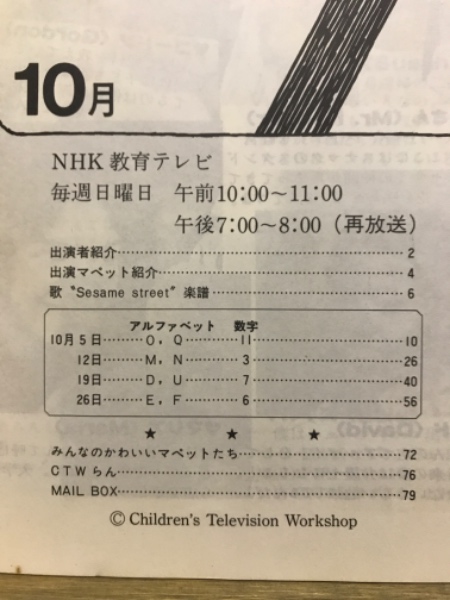 10月
NHK 教育テレビ
毎週日曜日 午前10:00〜11:00
午後7:00〜8:00 (再放送)
出演者紹介 2
出演マペット紹介 4
歌〝Sesame street〟楽譜 6
アルファベット 数字
10月5日 O, Q 11 10
12日 M, N 3 26
19日 D, U 7 40
26日 E, F 6 56
★ ★ ★
みんなのかわいいマペットたち 72
CTWらん 76
MAIL BOX 79
© Children's Television Workshop